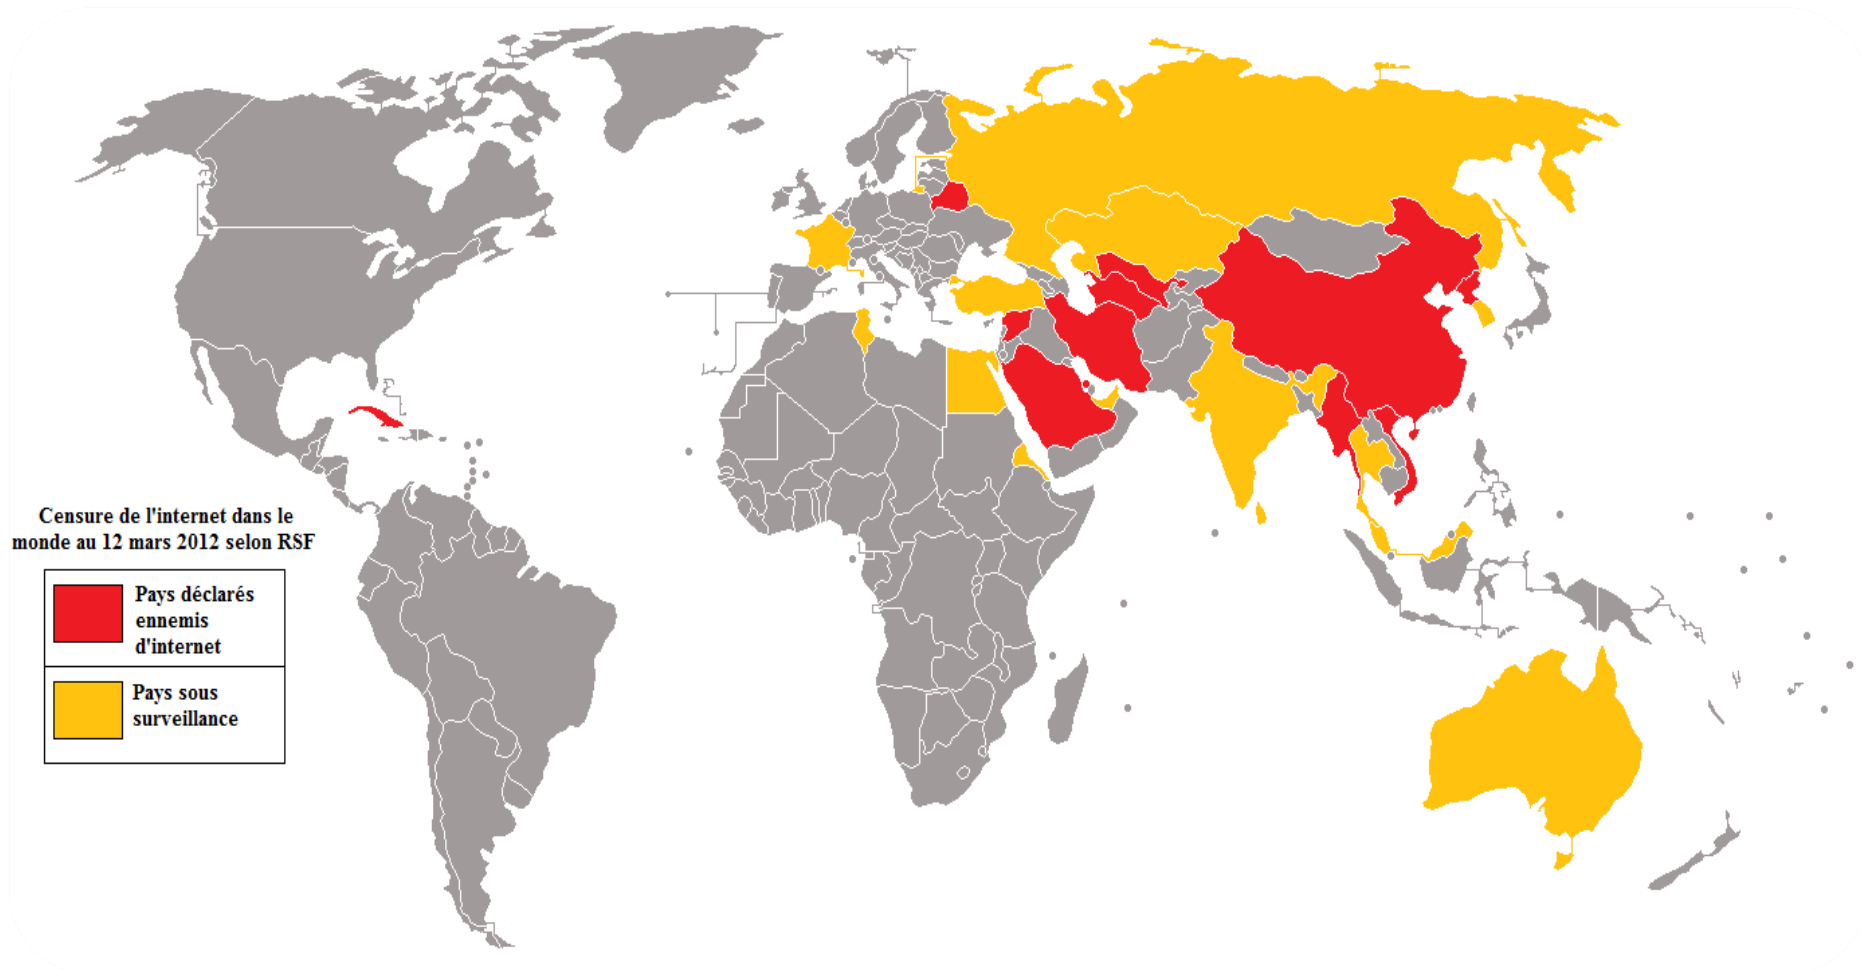 Censure de l'internet dans le
monde au 12 mars 2012 selon RSF
Pays déclarés
ennemis
d'internet
Pays sous
surveillance